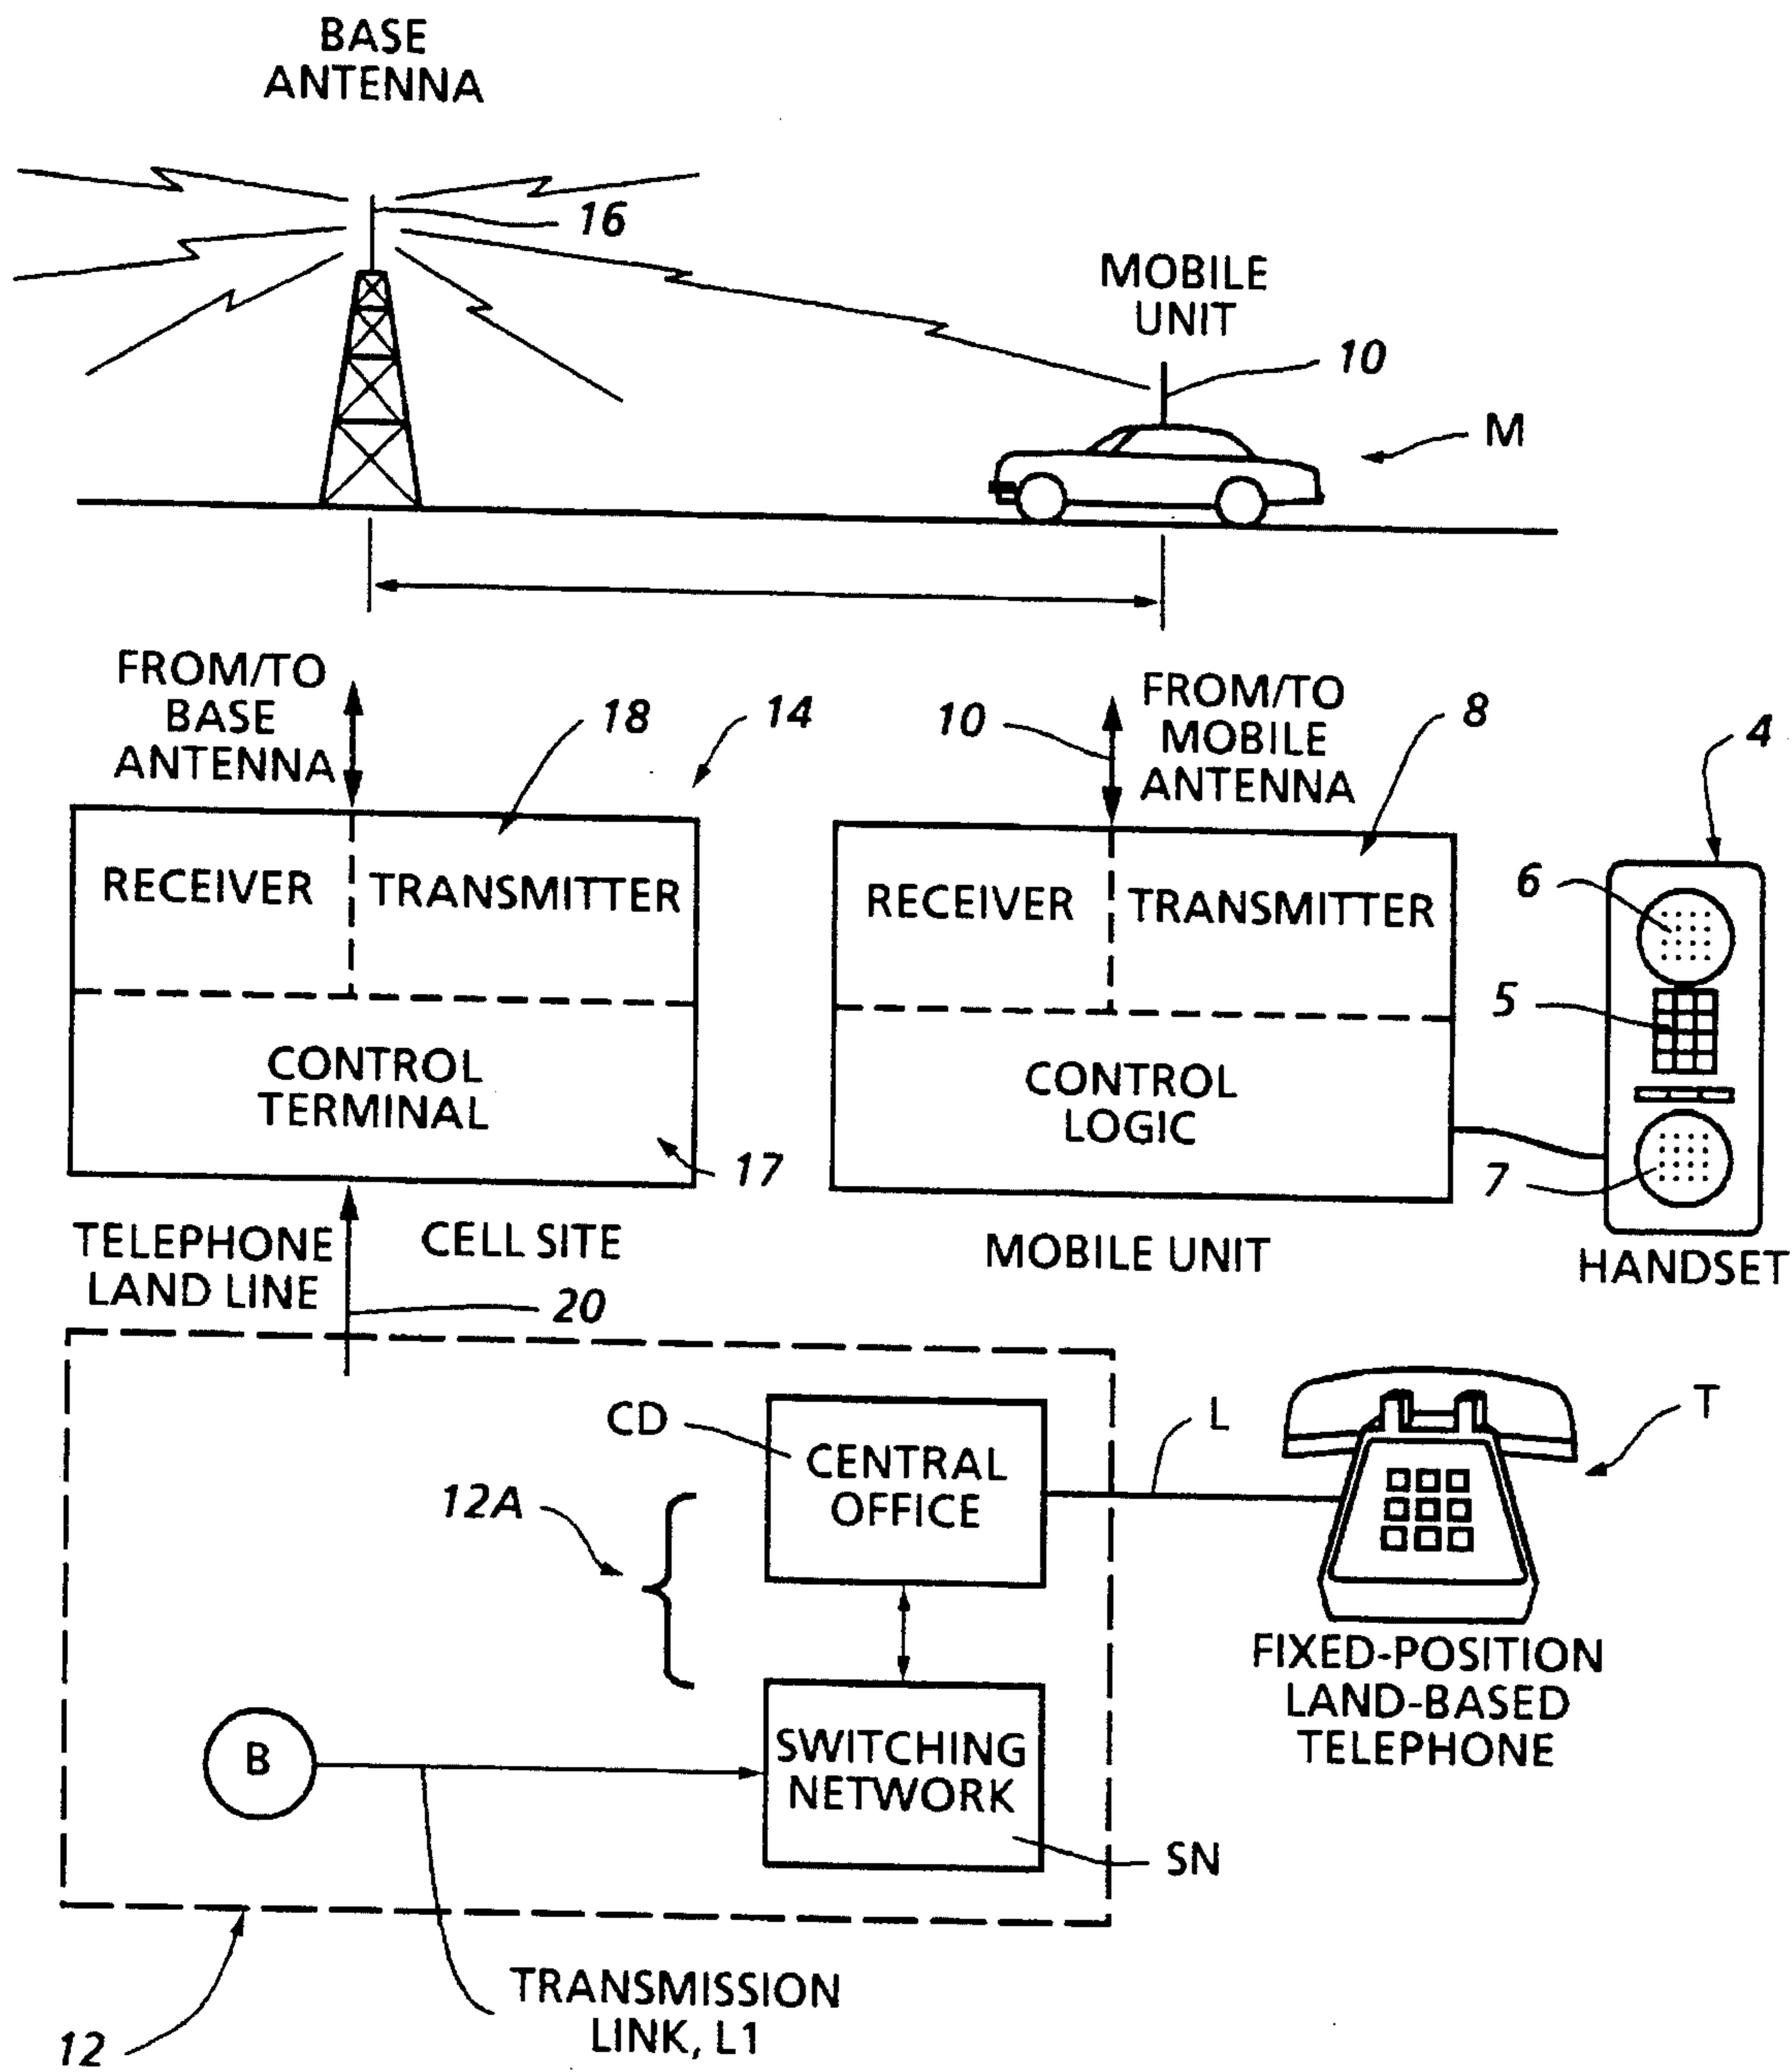 BASE
ANTENNA
16
MOBILE
UNIT
10
M
FROM/TO
BASE
ANTENNA
18
14
10
FROM/TO
MOBILE
ANTENNA
8
4
RECEIVER
TRANSMITTER
RECEIVER
TRANSMITTER
6
5
CONTROL
TERMINAL
CONTROL
LOGIC
17
7
TELEPHONE
LAND LINE
CELL SITE
MOBILE UNIT
HANDSET
20
CD
CENTRAL
OFFICE
L
T
12A
FIXED-POSITION
LAND-BASED
TELEPHONE
B
SWITCHING
NETWORK
SN
TRANSMISSION
LINK, L1
12